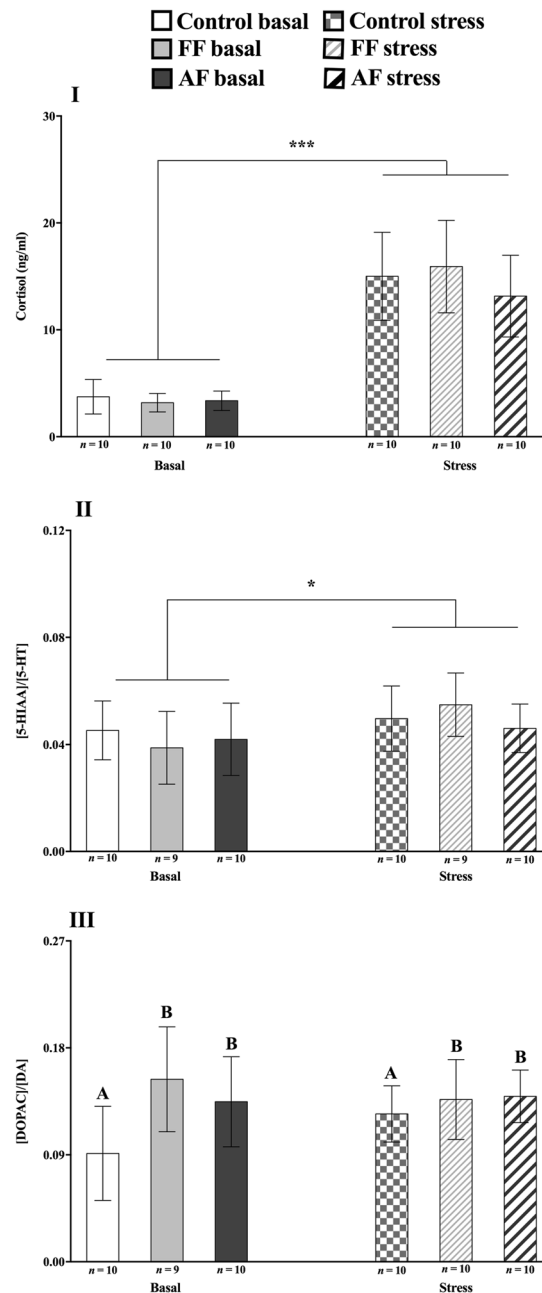 Control basal Control stress
FF basal FF stress
AF basal AF stress
I
30
***
20
Cortisol (ng/ml)
10
0
n = 10 n = 10 n = 10 n = 10 n = 10 n = 10
Basal Stress
II
0.12
*
0.08
[5-HIAA]/[5-HT]
0.04
0.00
n = 10 n = 9 n = 10 n = 10 n = 9 n = 10
Basal Stress
III
0.27
0.18
A B B A B B
[DOPAC]/[DA]
0.09
0.00
n = 10 n = 9 n = 10 n = 10 n = 10 n = 10
Basal Stress